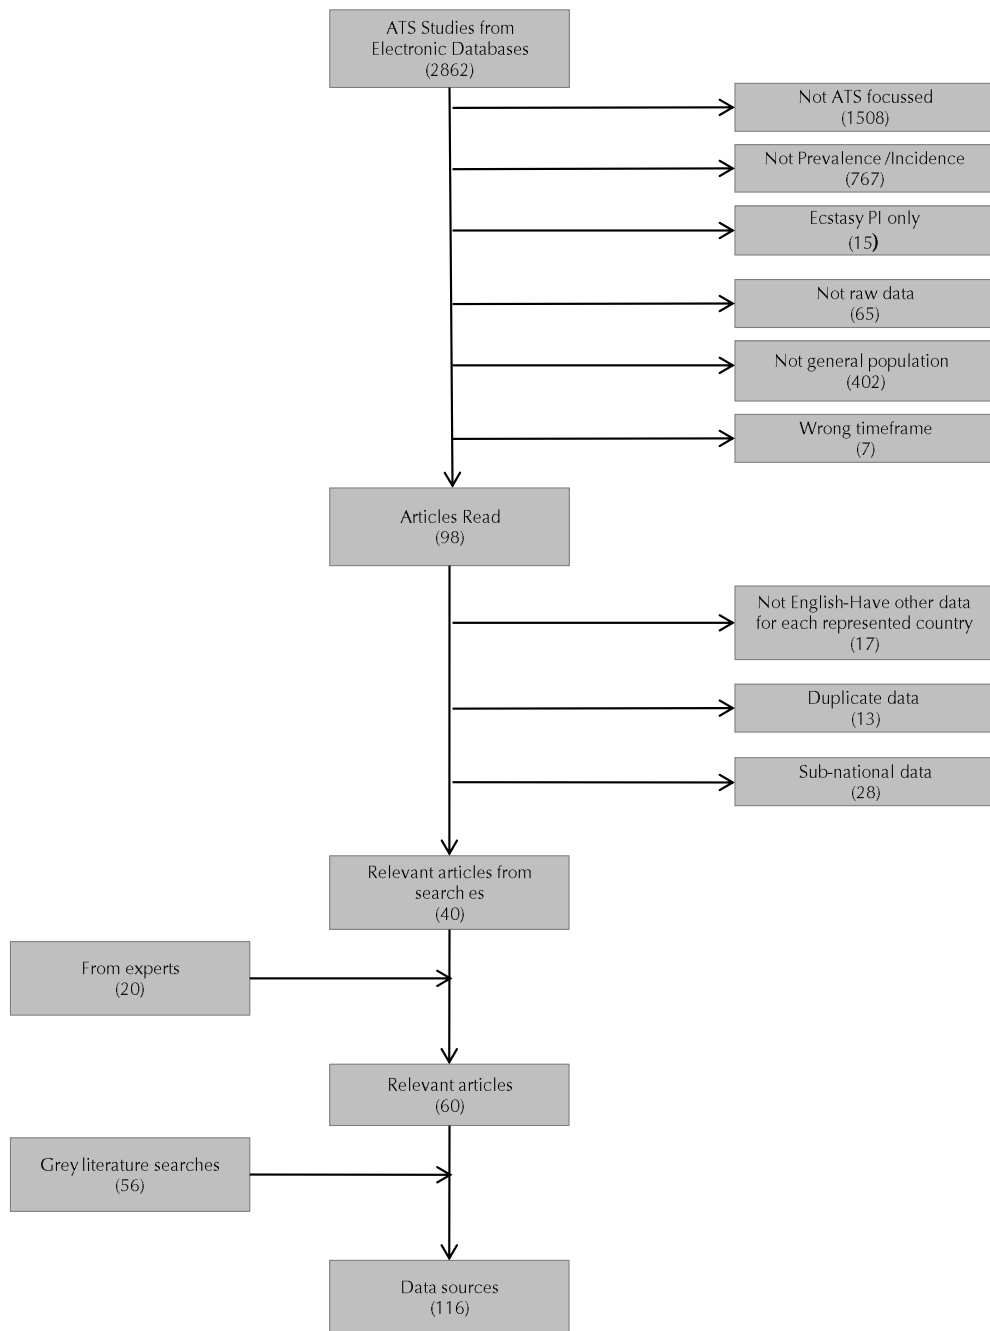 ATS Studies from
Electronic Databases
(2862)
Not ATS focussed
(1508)
Not Prevalence/Incidence
(767)
Ecstasy PI only
(15)
Not raw data
(65)
Not general population
(402)
Wrong timeframe
(7)
Articles Read
(98)
Not English-Have other data
for each represented country
(17)
Duplicate data
(13)
Sub-national data
(28)
Relevant articles from
search es
(40)
From experts
(20)
Relevant articles
(60)
Grey literature searches
(56)
Data sources
(116)